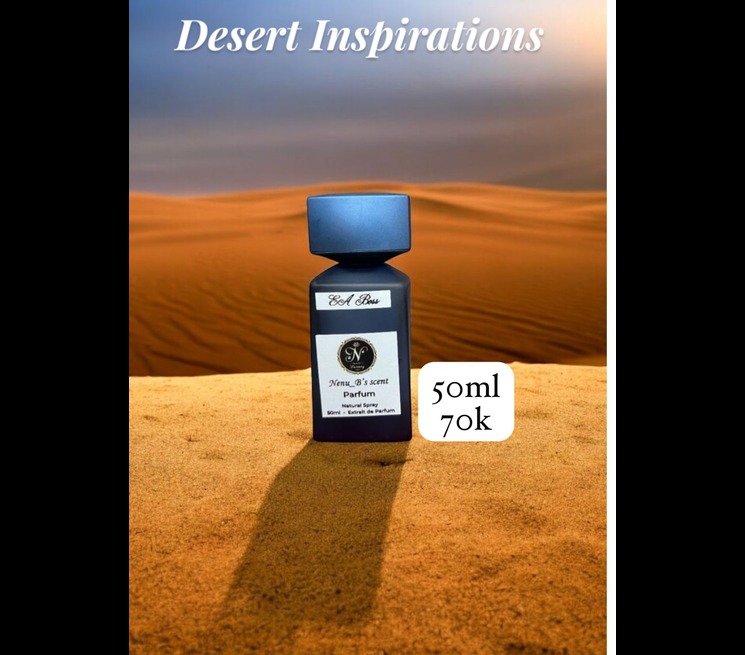 Desert Inspirations
EA Boss
N
Nenu_B's scent
Parfum
Natural Spray
50ml - Extrait de Parfum
50ml
70k